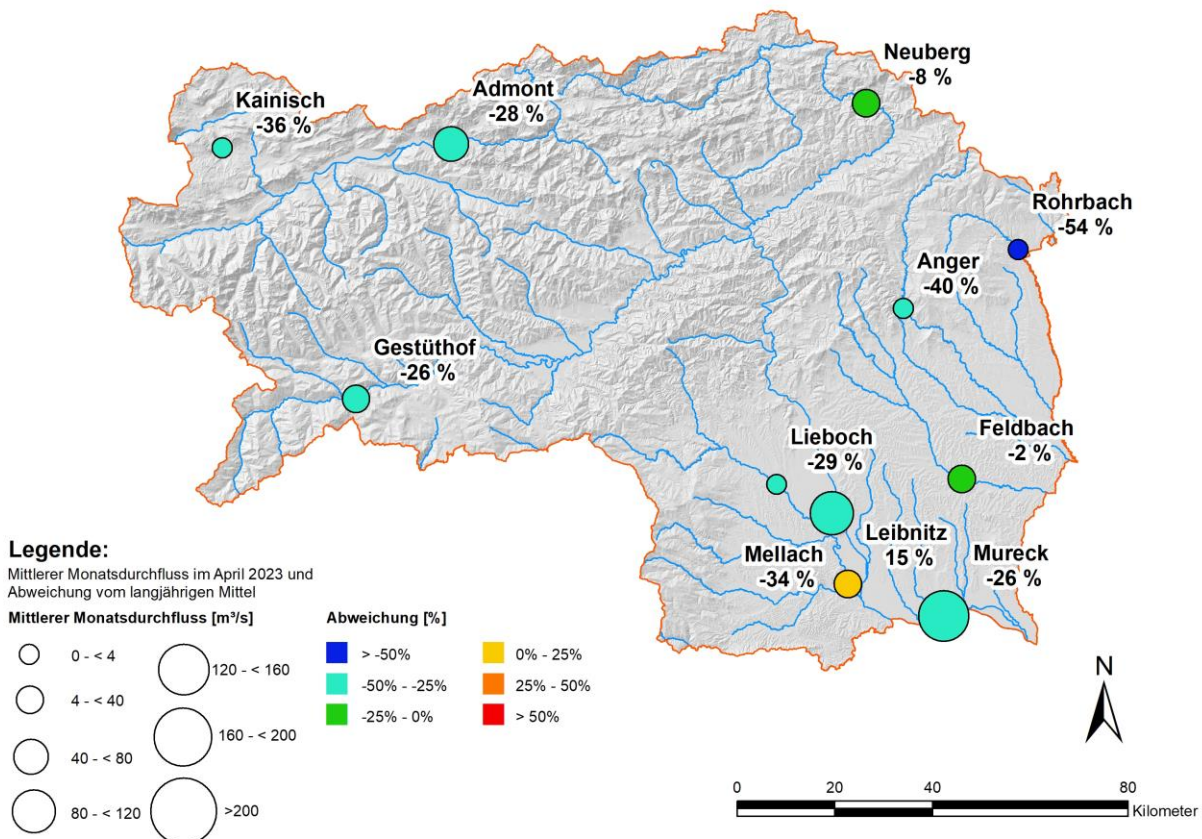 Neuberg
-8 %
Kainisch
-36 %
Admont
-28 %
Rohrbach
-54 %
Anger
-40 %
Gestüthof
-26 %
Lieboch
-29 %
Feldbach
-2 %
Mellach
-34 %
Leibnitz
15 %
Mureck
-26 %
Legende:
Mittlerer Monatsdurchfluss im April 2023 und
Abweichung vom langjährigen Mittel
Mittlerer Monatsdurchfluss [m³/s]
0 - < 4
4 - < 40
40 - < 80
80 - < 120
120 - < 160
160 - < 200
>200
Abweichung [%]
> -50%
-50% - -25%
-25% - 0%
0% - 25%
25% - 50%
> 50%
N
0 20 40 80
Kilometer